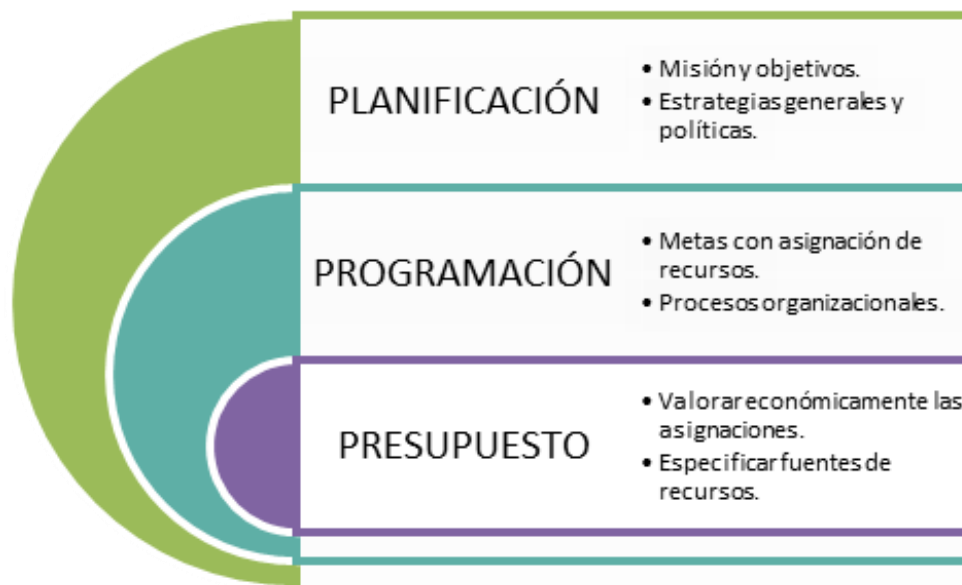 PLANIFICACIÓN
• Misión y objetivos.
• Estrategias generales y
políticas.
PROGRAMACIÓN
• Metas con asignación de
recursos.
• Procesos organizacionales.
PRESUPUESTO
• Valorar económicamente las
asignaciones.
• Especificar fuentes de
recursos.